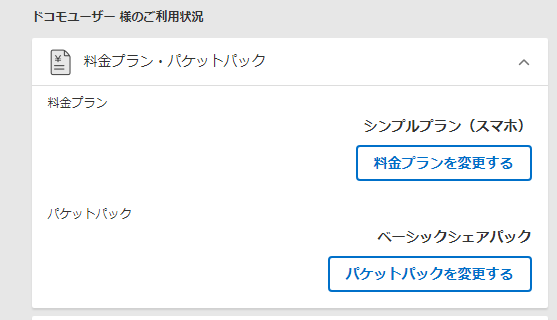 ドコモユーザー 様のご利用状況
料金プラン・パケットパック
料金プラン
シンプルプラン（スマホ）
料金プランを変更する
パケットパック
ベーシックシェアパック
パケットパックを変更する